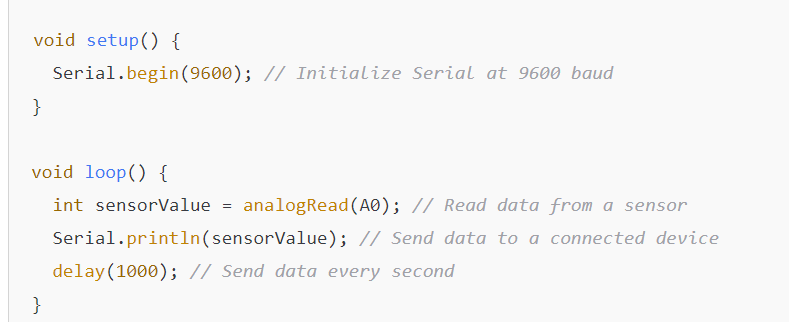 void setup() {
  Serial.begin(9600); // Initialize Serial at 9600 baud
}

void loop() {
  int sensorValue = analogRead(A0); // Read data from a sensor
  Serial.println(sensorValue); // Send data to a connected device
  delay(1000); // Send data every second
}